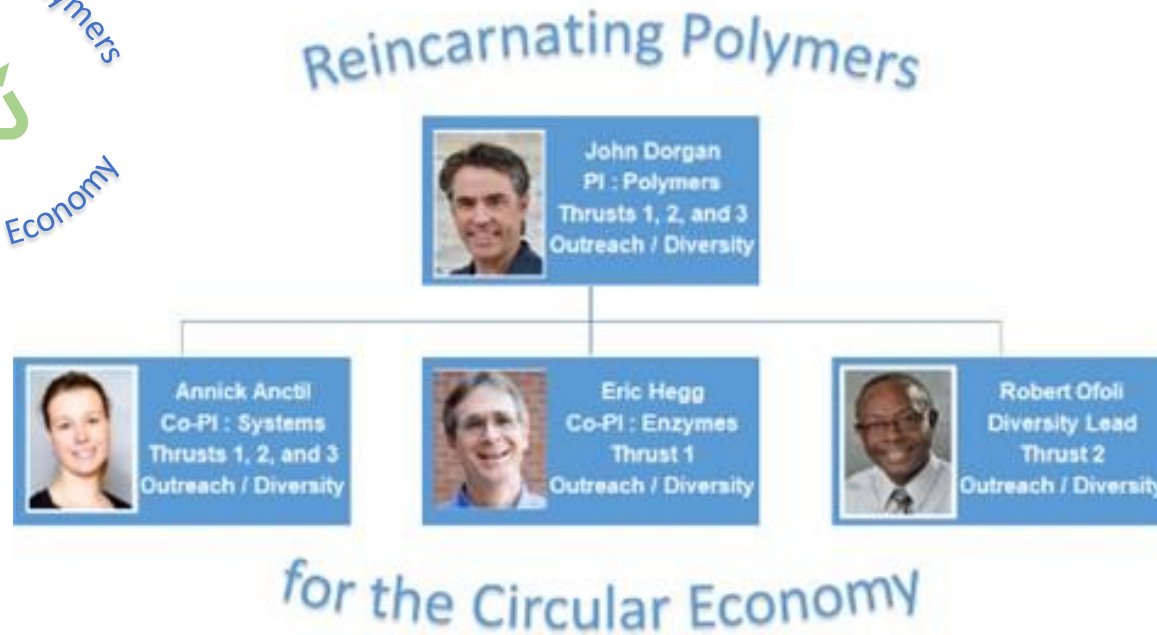 ymers
Economy
Reincarnating Polymers
John Dorgan
PI : Polymers
Thrusts 1, 2, and 3
Outreach / Diversity
Annick Anctil
Co-PI : Systems
Thrusts 1, 2, and 3
Outreach / Diversity
Eric Hegg
Co-PI : Enzymes
Thrust 1
Outreach / Diversity
Robert Ofoli
Diversity Lead
Thrust 2
Outreach / Diversity
for the Circular Economy